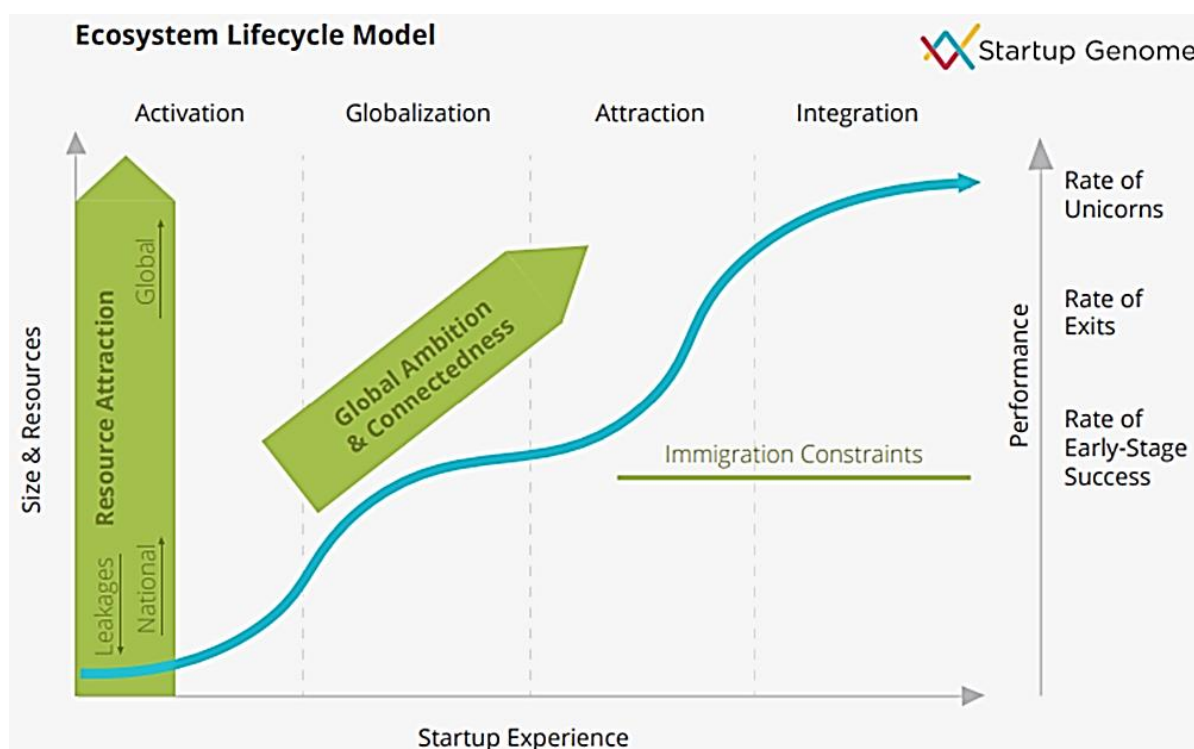 Ecosystem Lifecycle Model
Startup Genome
Activation
Globalization
Attraction
Integration
Size & Resources
Resource Attraction
Global
Leakages
National
Global Ambition
& Connectedness
Immigration Constraints
Performance
Rate of
Unicorns
Rate of
Exits
Rate of
Early-Stage
Success
Startup Experience